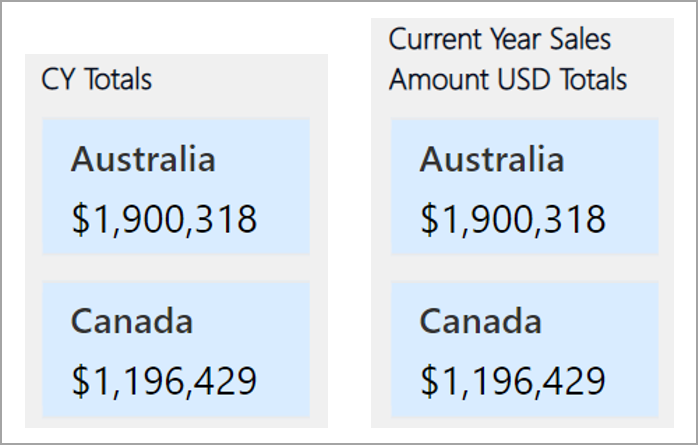 CY Totals
Australia
$1,900,318
Canada
$1,196,429
Current Year Sales
Amount USD Totals
Australia
$1,900,318
Canada
$1,196,429